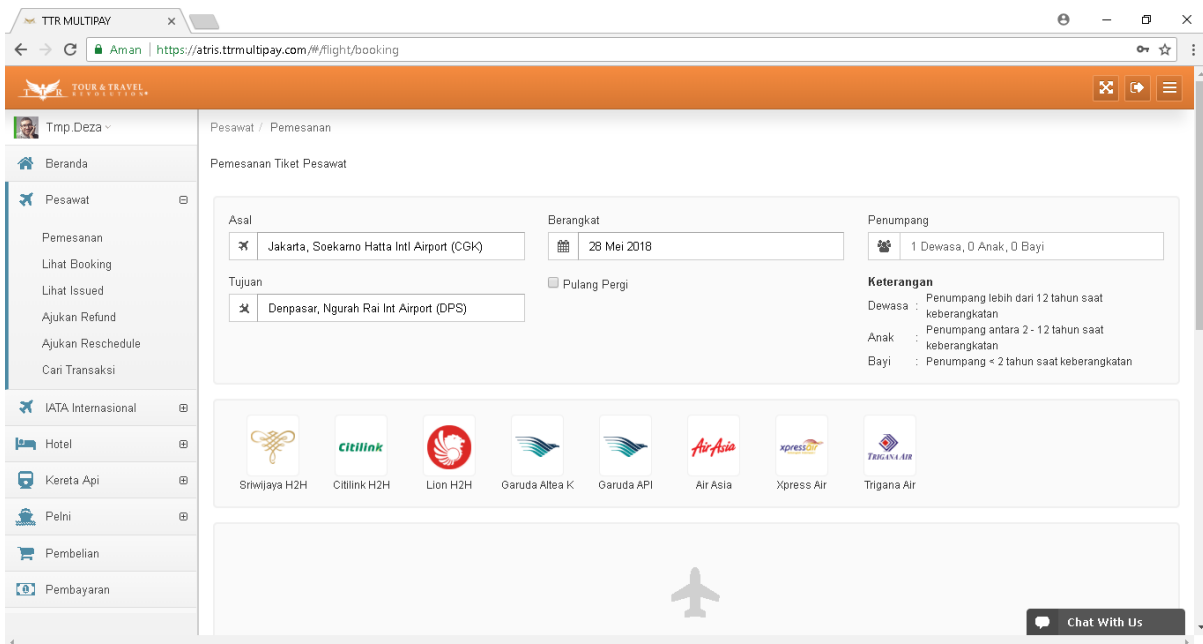 TTR MULTIPAY
Aman | https://atris.ttrmultipay.com/#/flight/booking
TTR TOUR & TRAVEL
REVOLUTION
Tmp.Deza
Beranda
Pesawat
Pemesanan
Lihat Booking
Lihat Issued
Ajukan Refund
Ajukan Reschedule
Cari Transaksi
IATA Internasional
Hotel
Kereta Api
Pelni
Pembelian
Pembayaran
Pesawat / Pemesanan
Pemesanan Tiket Pesawat
Asal
Jakarta, Soekarno Hatta Intl Airport (CGK)
Tujuan
Denpasar, Ngurah Rai Int Airport (DPS)
Berangkat
28 Mei 2018
Pulang Pergi
Penumpang
1 Dewasa, 0 Anak, 0 Bayi
Keterangan
Dewasa : Penumpang lebih dari 12 tahun saat
keberangkatan
Anak : Penumpang antara 2 - 12 tahun saat
keberangkatan
Bayi : Penumpang < 2 tahun saat keberangkatan
Citilink
AirAsia
xpressair
TRIGANA AIR
Sriwijaya H2H
Citilink H2H
Lion H2H
Garuda Altea K
Garuda API
Air Asia
Xpress Air
Trigana Air
Chat With Us